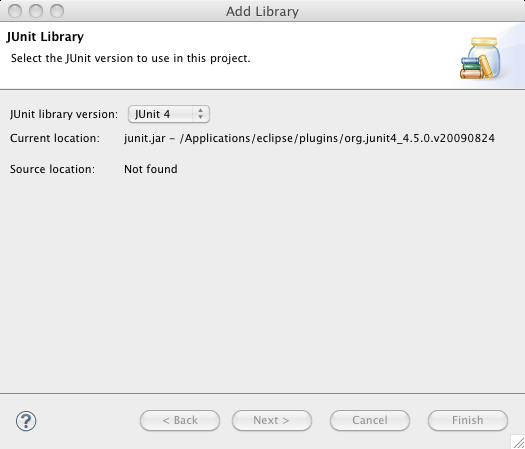 Add Library
JUnit Library
Select the JUnit version to use in this project.
JUnit library version: JUnit 4
Current location: junit.jar – /Applications/eclipse/plugins/org.junit4_4.5.0.v20090824
Source location: Not found
? < Back Next > Cancel Finish